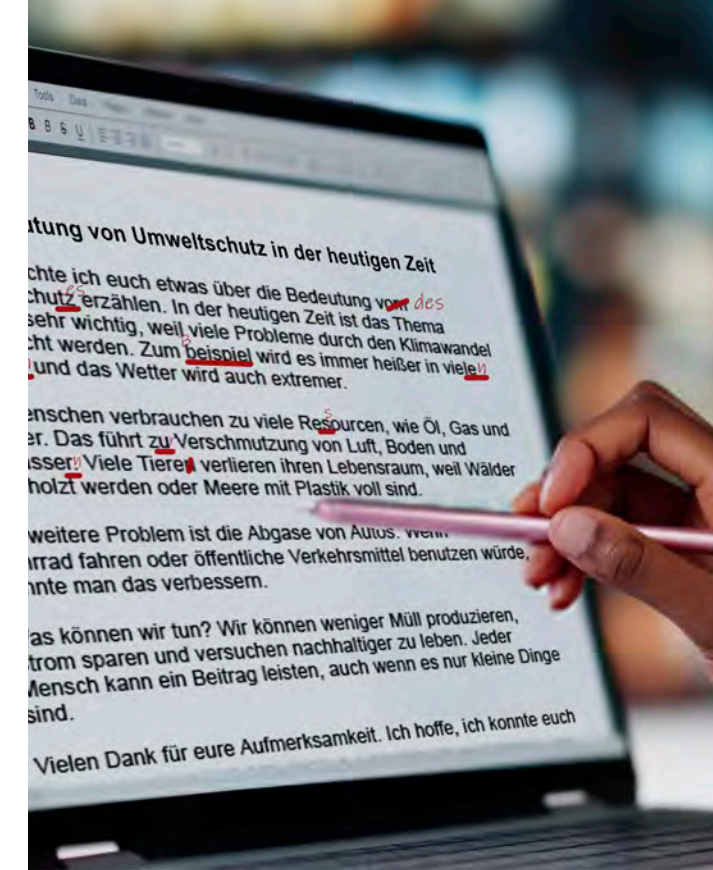 Tools Data
B B G U
utung von Umweltschutz in der heutigen Zeit
chte ich euch etwas über die Bedeutung vom des
es
chutz erzählen. In der heutigen Zeit ist das Thema
sehr wichtig, weil viele Probleme durch den Klimawandel
B
cht werden. Zum beispiel wird es immer heißer in vielen
und das Wetter wird auch extremer.
enschen verbrauchen zu viele Resourcen, wie Öl, Gas und
s
er. Das führt zur Verschmutzung von Luft, Boden und
assern Viele Tieren verlieren ihren Lebensraum, weil Wälder
holzt werden oder Meere mit Plastik voll sind.
weitere Problem ist die Abgase von Autos. Wenn
rrad fahren oder öffentliche Verkehrsmittel benutzen würde,
nnte man das verbessern.
as können wir tun? Wir können weniger Müll produzieren,
trom sparen und versuchen nachhaltiger zu leben. Jeder
Mensch kann ein Beitrag leisten, auch wenn es nur kleine Dinge
sind.
Vielen Dank für eure Aufmerksamkeit. Ich hoffe, ich konnte euch